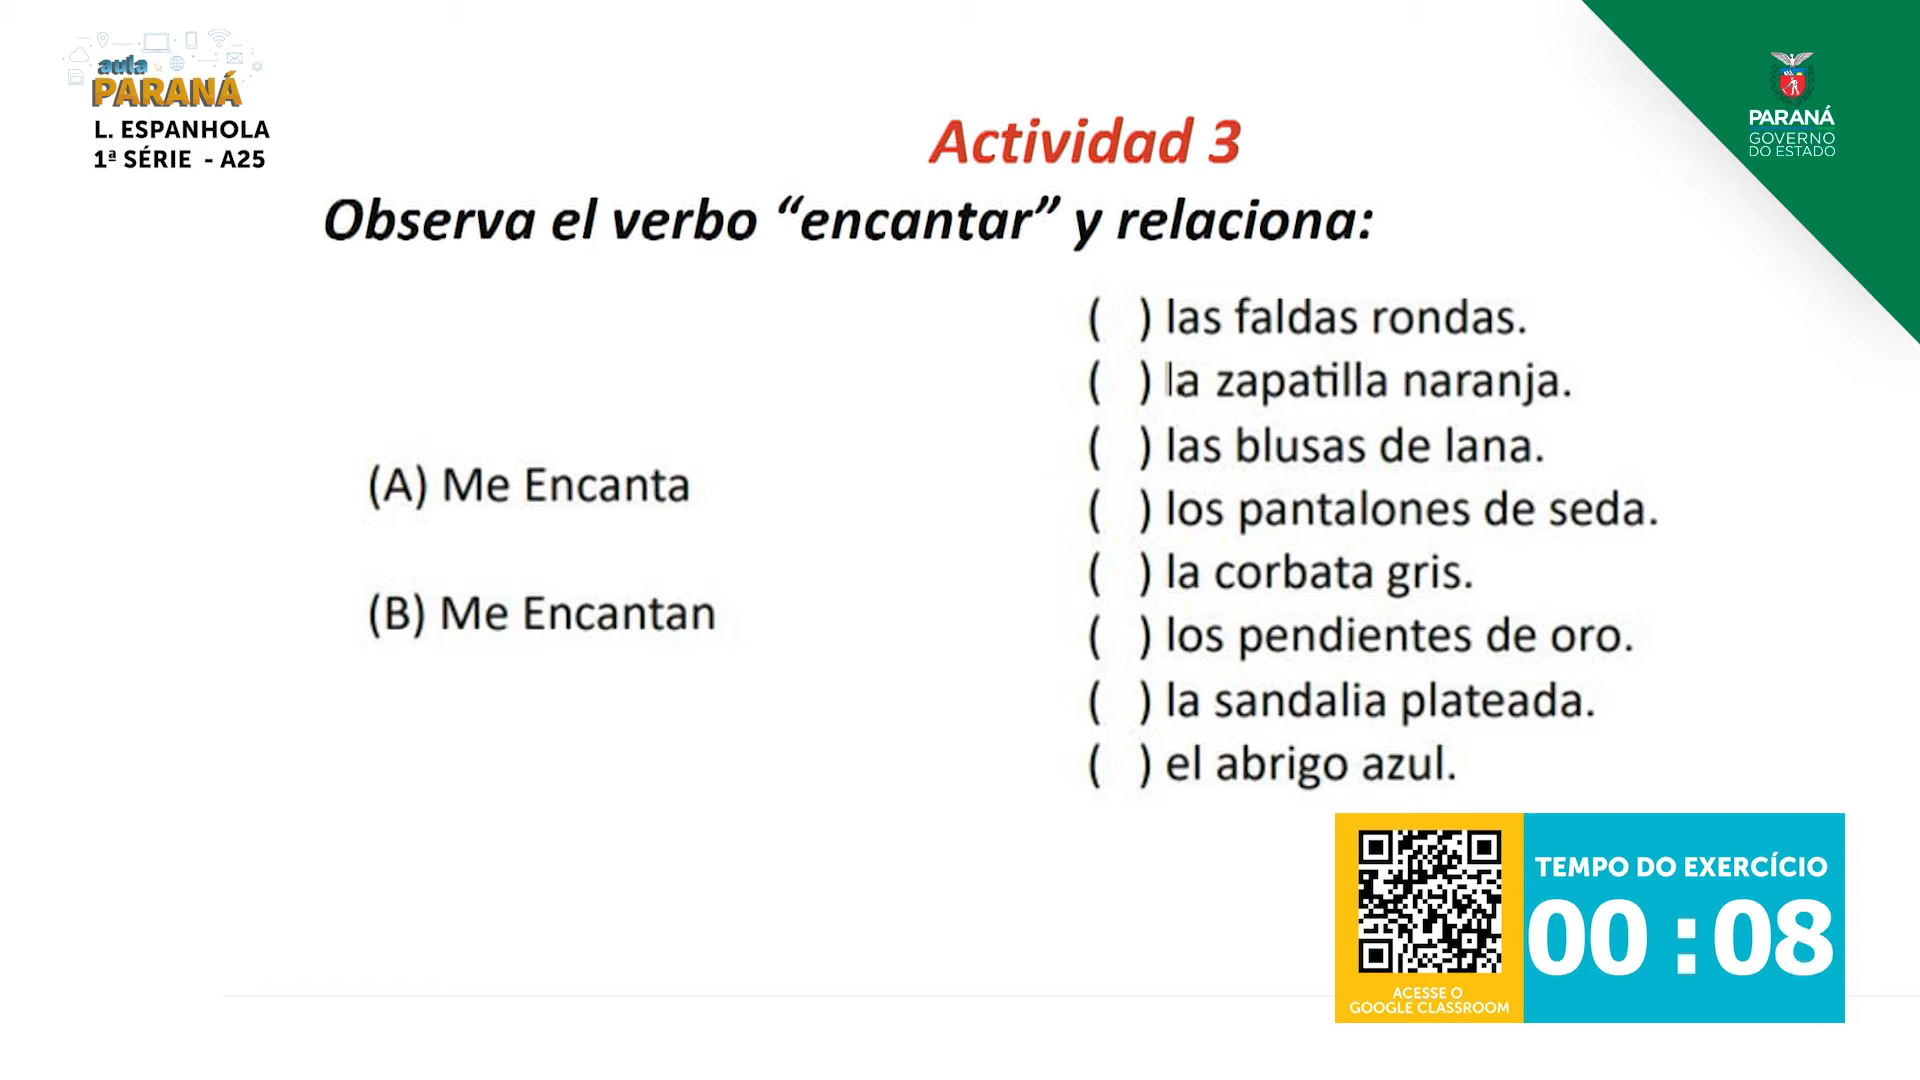 aula
PARANÁ
L. ESPANHOLA
1ª SÉRIE - A25
PARANÁ
GOVERNO
DO ESTADO
Actividad 3
Observa el verbo “encantar” y relaciona:
(A) Me Encanta
(B) Me Encantan
( ) las faldas rondas.
( ) la zapatilla naranja.
( ) las blusas de lana.
( ) los pantalones de seda.
( ) la corbata gris.
( ) los pendientes de oro.
( ) la sandalia plateada.
( ) el abrigo azul.
ACESSE O
GOOGLE CLASSROOM
TEMPO DO EXERCÍCIO
00:08